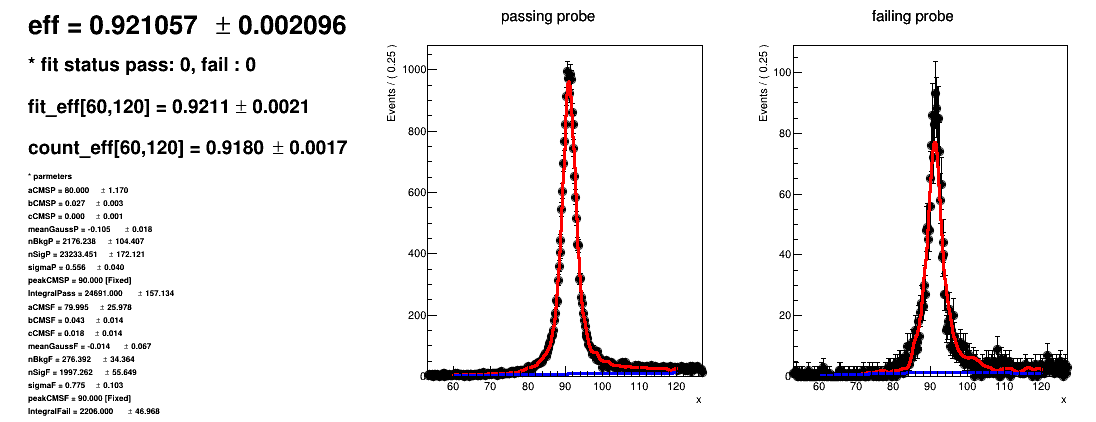 eff = 0.921057 ± 0.002096
* fit status pass: 0, fail : 0
fit_eff[60,120] = 0.9211 ± 0.0021
count_eff[60,120] = 0.9180 ± 0.0017
* parmeters
aCMSP = 80.000 ± 1.170
bCMSP = 0.027 ± 0.003
cCMSP = 0.000 ± 0.001
meanGaussP = -0.105 ± 0.018
nBkgP = 2176.238 ± 104.407
nSigP = 23233.451 ± 172.121
sigmaP = 0.556 ± 0.040
peakCMSP = 90.000 [Fixed]
IntegralPass = 24691.000 ± 157.134
aCMSF = 79.995 ± 25.978
bCMSF = 0.043 ± 0.014
cCMSF = 0.018 ± 0.014
meanGaussF = -0.014 ± 0.067
nBkgF = 276.392 ± 34.364
nSigF = 1997.262 ± 55.649
sigmaF = 0.775 ± 0.103
peakCMSF = 90.000 [Fixed]
IntegralFail = 2206.000 ± 46.968
passing probe
Events / ( 0.25 )
1000
800
600
400
200
0
60 70 80 90 100 110 120
x
failing probe
Events / ( 0.25 )
100
80
60
40
20
0
60 70 80 90 100 110 120
x